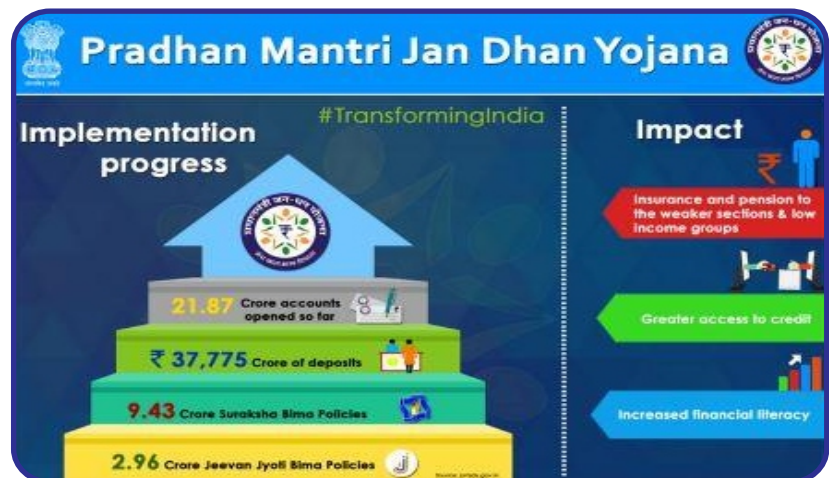 Pradhan Mantri Jan Dhan Yojana
#TransformingIndia
Implementation
progress
21.87 Crore accounts
opened so far
₹ 37,775 Crore of deposits
9.43 Crore Suraksha Bima Policies
2.96 Crore Jeevan Jyoti Bima Policies
Impact
₹
Insurance and pension to
the weaker sections & low
income groups
Greater access to credit
Increased financial literacy